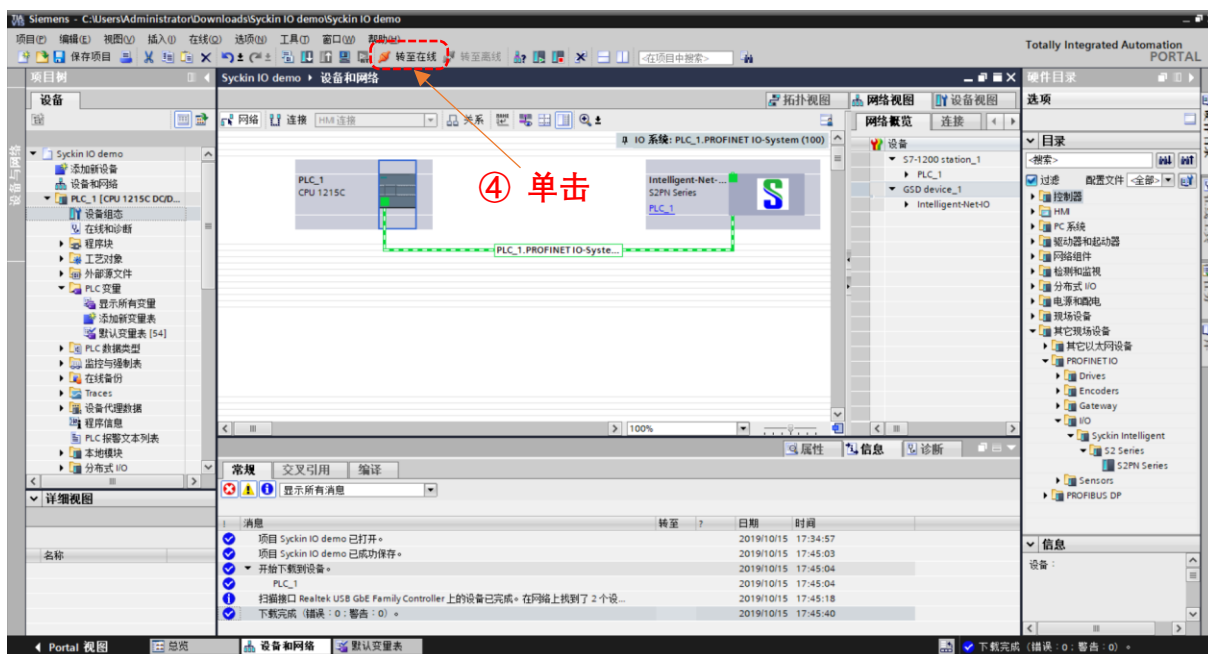 Siemens - C:\Users\Administrator\Downloads\Syckin IO demo\Syckin IO demo
项目(P) 编辑(E) 视图(V) 插入(I) 在线(O) 选项(N) 工具(T) 窗口(W) 帮助(H)
Totally Integrated Automation
PORTAL
保存项目 转至在线 转至离线 <在项目中搜索>
项目树
Syckin IO demo ▸ 设备和网络
硬件目录
设备
拓扑视图 网络视图 设备视图
选项
网络 连接 HMI 连接 关系
网络概览 连接
IO 系统: PLC_1.PROFINET IO-System (100)
设备
S7-1200 station_1
PLC_1
GSD device_1
Intelligent-Net-IO
设备与网络
Syckin IO demo
添加新设备
设备和网络
PLC_1 [CPU 1215C DC/D...
设备组态
在线和诊断
程序块
工艺对象
外部源文件
PLC 变量
显示所有变量
添加新变量表
默认变量表 [54]
PLC 数据类型
监控与强制表
在线备份
Traces
设备代理数据
程序信息
PLC 报警文本列表
本地模块
分布式 I/O
PLC_1
CPU 1215C
④ 单击
Intelligent-Net-...
S2PN Series
PLC_1
S
PLC_1.PROFINET IO-Syste...
100%
目录
<搜索>
过滤 配置文件 <全部>
控制器
HMI
PC 系统
驱动器和起动器
网络组件
检测和监视
分布式 I/O
电源和配电
现场设备
其它现场设备
其它以太网设备
PROFINET IO
Drives
Encoders
Gateway
I/O
Syckin Intelligent
S2 Series
S2PN Series
Sensors
PROFIBUS DP
详细视图
名称
属性 信息 诊断
常规 交叉引用 编译
显示所有消息
! 消息 转至 ? 日期 时间
项目 Syckin IO demo 已打开。 2019/10/15 17:34:57
项目 Syckin IO demo 已成功保存。 2019/10/15 17:45:03
开始下载到设备。 2019/10/15 17:45:04
PLC_1 2019/10/15 17:45:04
扫描接口 Realtek USB GbE Family Controller 上的设备已完成。在网络上找到了 2 个设... 2019/10/15 17:45:18
下载完成（错误：0；警告：0）。 2019/10/15 17:45:40
信息
设备：
Portal 视图 总览 设备和网络 默认变量表 下载完成（错误：0；警告：0）。